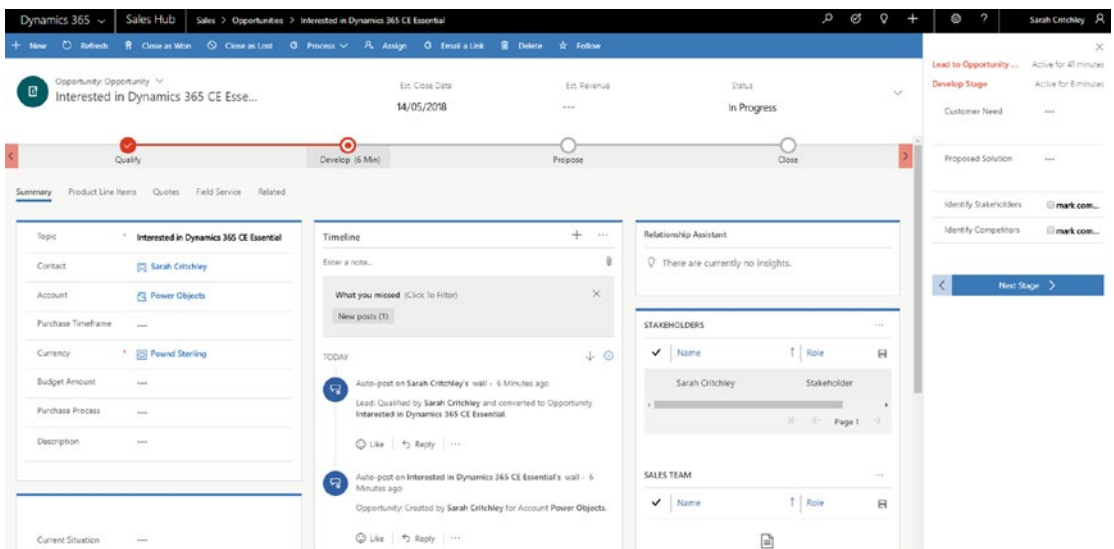 Dynamics 365 Sales Hub Sales > Opportunities > Interested in Dynamics 365 CE Essential Sarah Critchley
New Refresh Close as Won Close as Lost Process Assign Email a Link Delete Follow
Opportunity: Opportunity
Interested in Dynamics 365 CE Esse...
Est. Close Date
14/05/2018
Est. Revenue
---
Status
In Progress
Qualify
Develop (6 Min)
Propose
Close
Summary Product Line Items Quotes Field Service Related
Topic * Interested in Dynamics 365 CE Essential
Contact Sarah Critchley
Account Power Objects
Purchase Timeframe ---
Currency * Pound Sterling
Budget Amount ---
Purchase Process ---
Description ---
Current Situation ---
Timeline
Enter a note...
What you missed (Click To Filter)
New posts (1)
TODAY
Auto-post on Sarah Critchley's wall - 6 Minutes ago
Lead: Qualified by Sarah Critchley and converted to Opportunity
Interested in Dynamics 365 CE Essential.
Like Reply ...
Auto-post on Interested in Dynamics 365 CE Essential's wall - 6
Minutes ago
Opportunity: Created by Sarah Critchley for Account Power Objects.
Like Reply ...
Relationship Assistant
There are currently no insights.
STAKEHOLDERS
Name Role
Sarah Critchley Stakeholder
Page 1
SALES TEAM
Name Role
Lead to Opportunity ... Active for 41 minutes
Develop Stage Active for 6 minutes
Customer Need ---
Proposed Solution ---
Identify Stakeholders mark com...
Identify Competitors mark com...
Next Stage